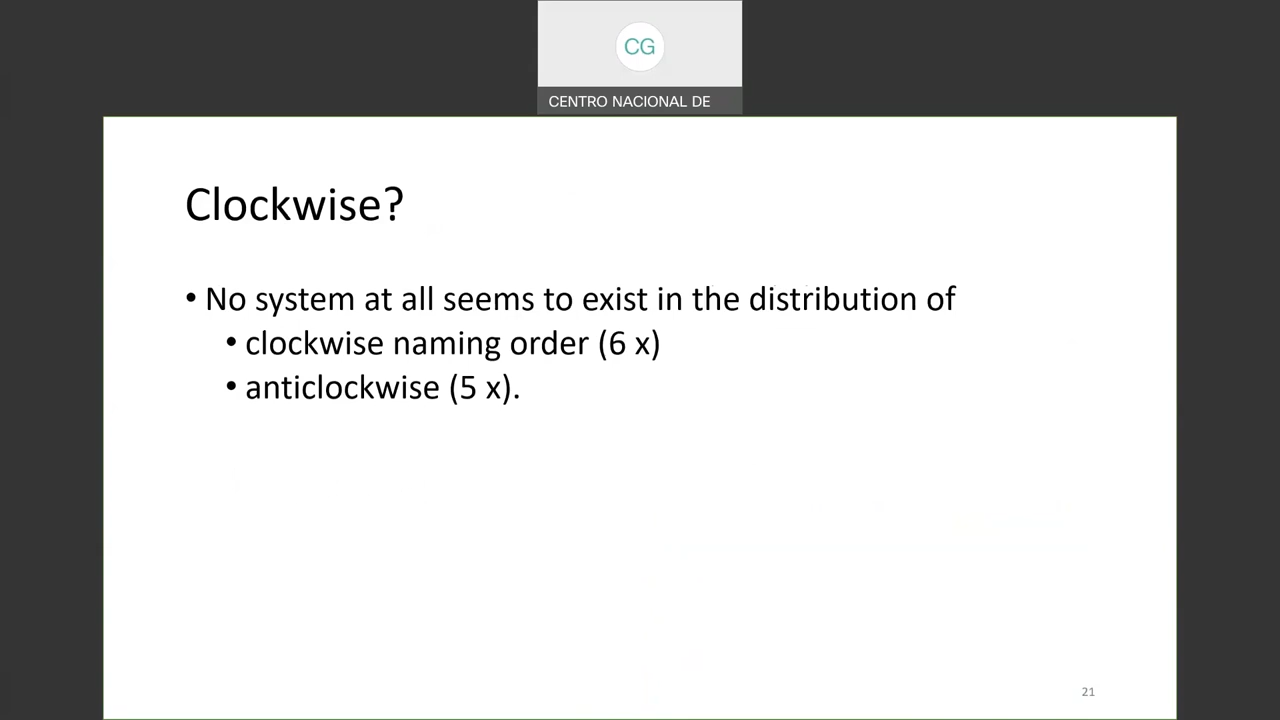 CG
CENTRO NACIONAL DE
Clockwise?
• No system at all seems to exist in the distribution of
• clockwise naming order (6 x)
• anticlockwise (5 x).
21